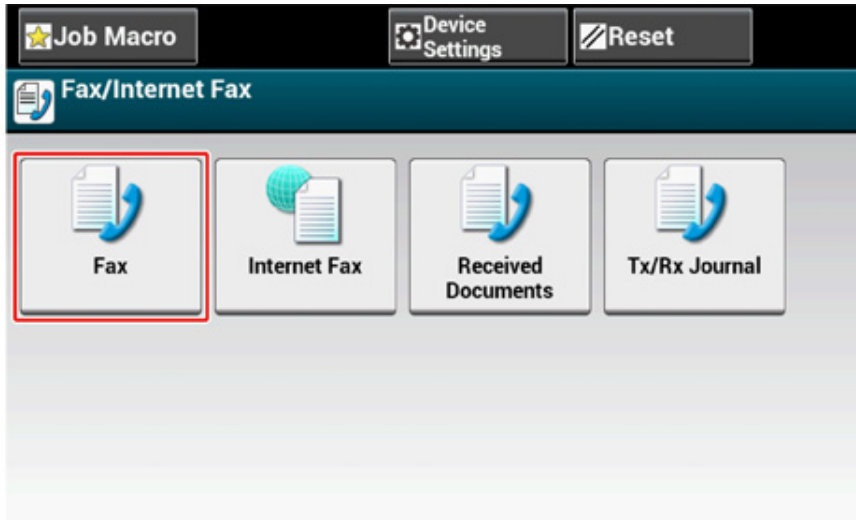 Job Macro
Device
Settings
Reset
Fax/Internet Fax
Fax
Internet Fax
Received
Documents
Tx/Rx Journal